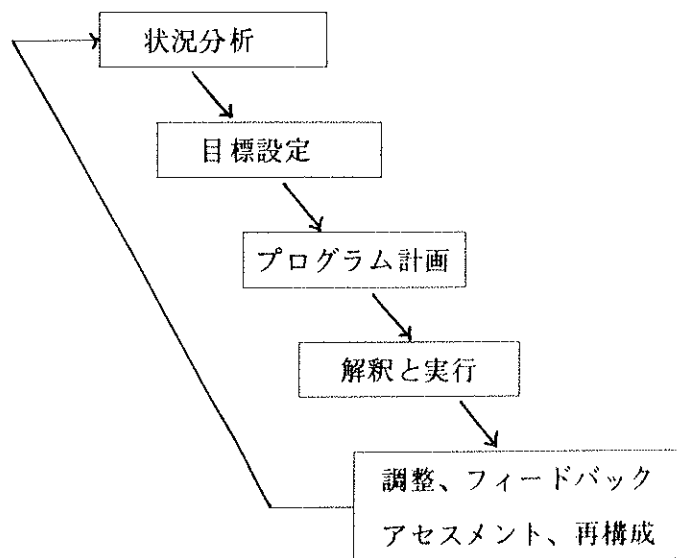 状況分析
目標設定
プログラム計画
解釈と実行
調整、フィードバック
アセスメント、再構成